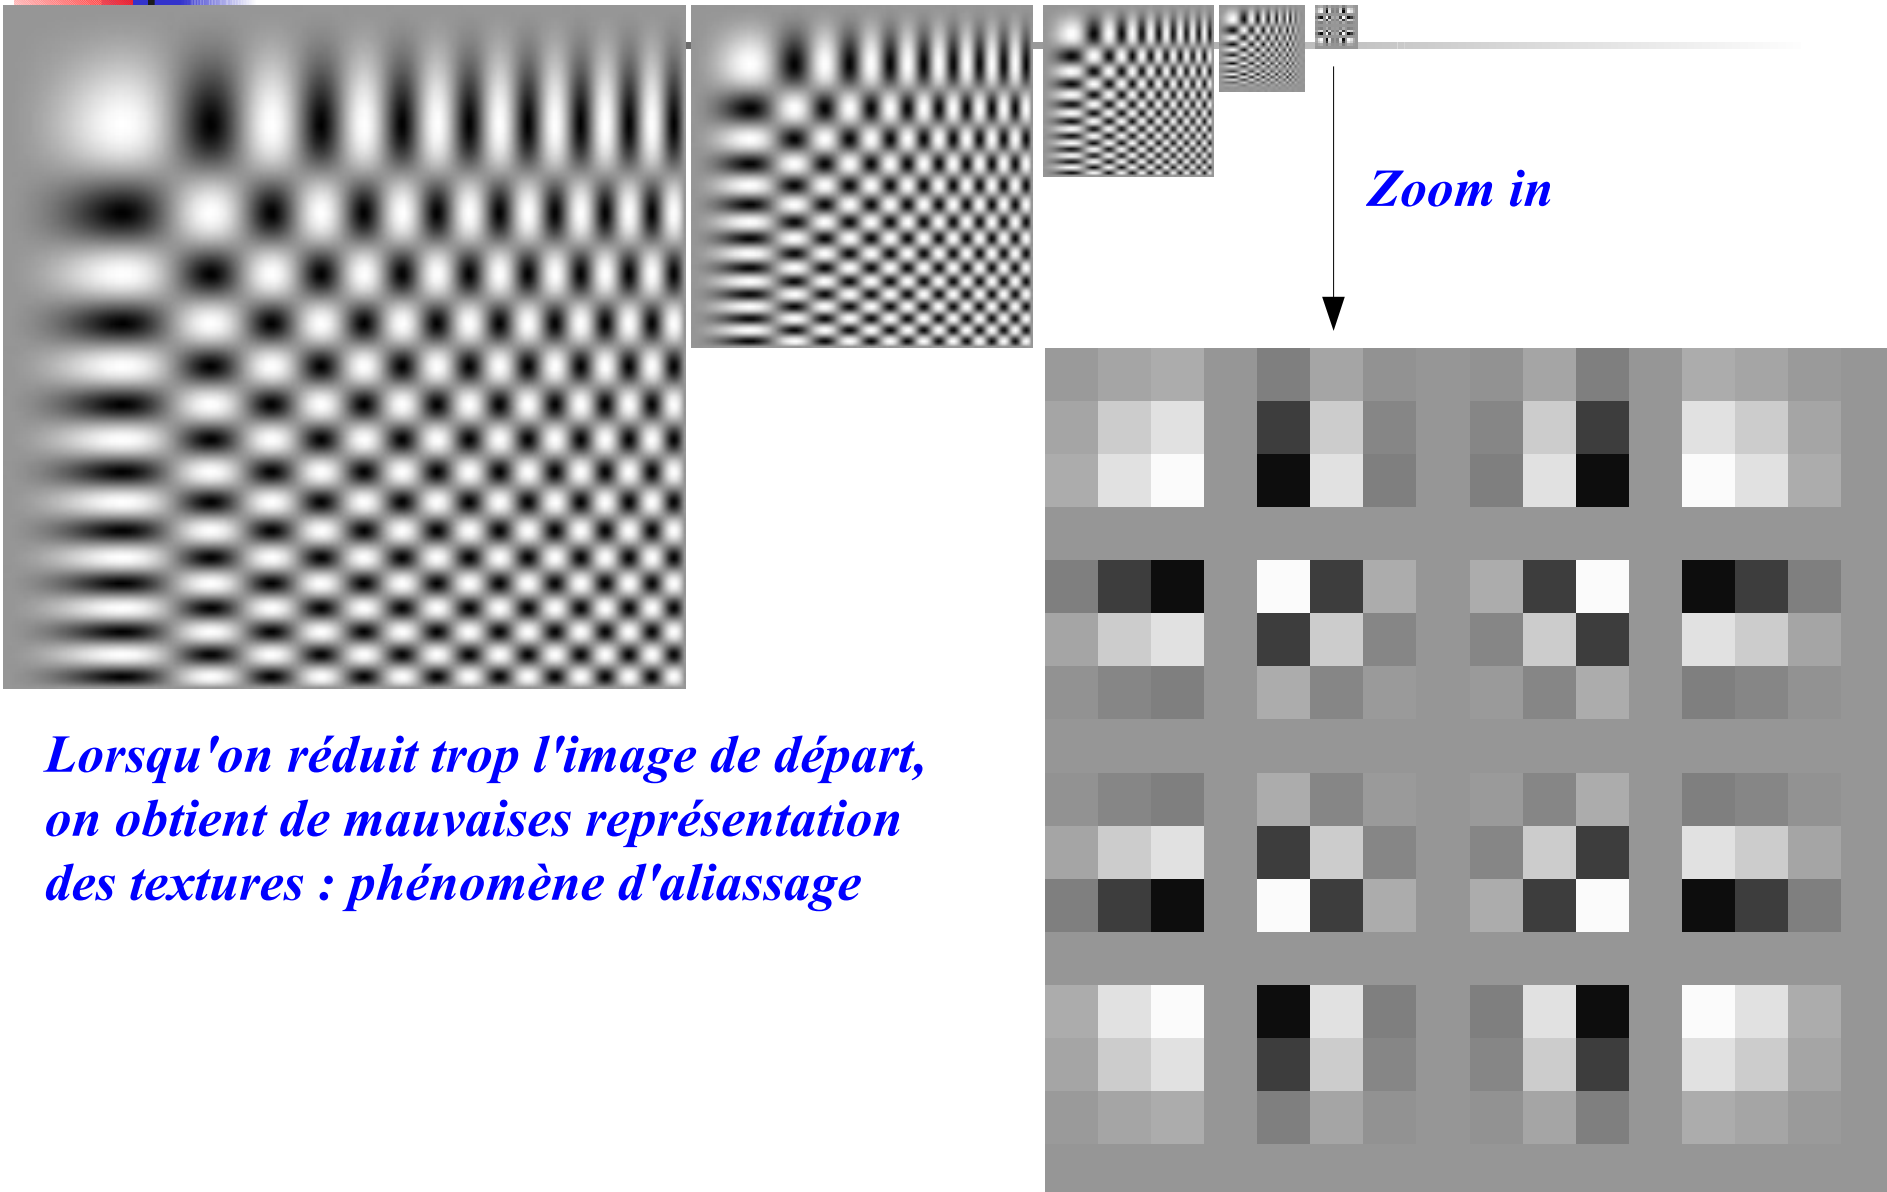 Zoom in
Lorsqu'on réduit trop l'image de départ,
on obtient de mauvaises représentation
des textures : phénomène d'aliassage